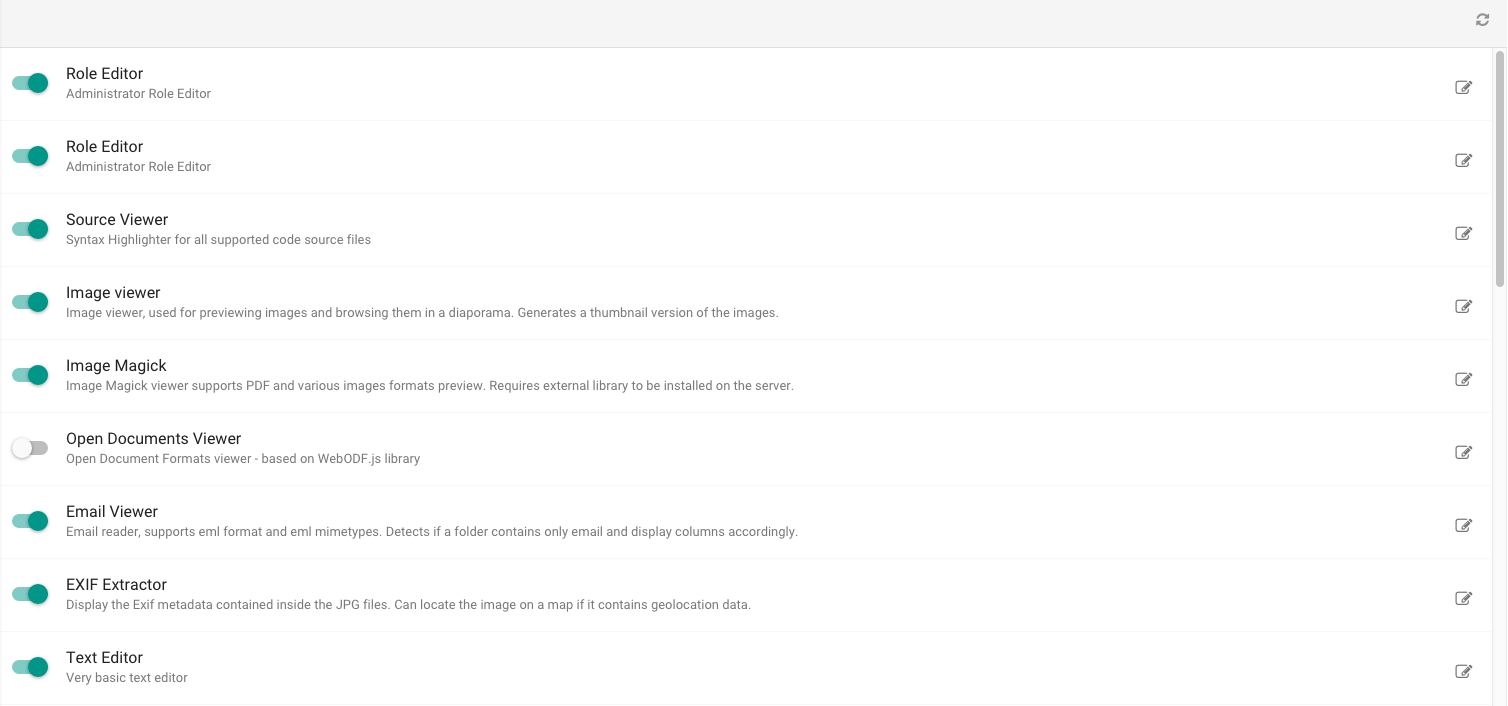 Role Editor
Administrator Role Editor
Role Editor
Administrator Role Editor
Source Viewer
Syntax Highlighter for all supported code source files
Image viewer
Image viewer, used for previewing images and browsing them in a diaporama. Generates a thumbnail version of the images.
Image Magick
Image Magick viewer supports PDF and various images formats preview. Requires external library to be installed on the server.
Open Documents Viewer
Open Document Formats viewer - based on WebODF.js library
Email Viewer
Email reader, supports eml format and eml mimetypes. Detects if a folder contains only email and display columns accordingly.
EXIF Extractor
Display the Exif metadata contained inside the JPG files. Can locate the image on a map if it contains geolocation data.
Text Editor
Very basic text editor